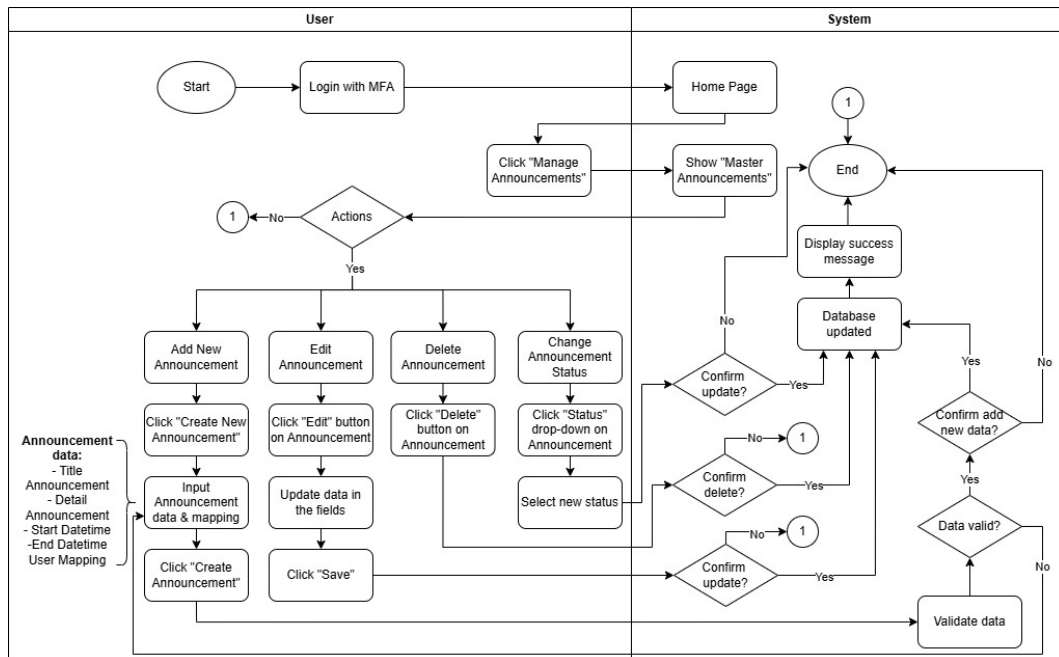 User
System
Start
Login with MFA
Home Page
1
Click "Manage
Announcements"
Show "Master
Announcements"
End
1
No
Actions
Yes
Display success
message
Add New
Announcement
Edit
Announcement
Delete
Announcement
Change
Announcement
Status
No
Database
updated
Confirm
update?
Yes
Yes
No
Click "Create New
Announcement"
Click "Edit" button
on Announcement
Click "Delete"
button on
Announcement
Click "Status"
drop-down on
Announcement
Confirm add
new data?
No
1
Announcement
data:
- Title
Announcement
- Detail
Announcement
- Start Datetime
-End Datetime
User Mapping
Input
Announcement
data & mapping
Update data in
the fields
Select new status
Confirm
delete?
Yes
Yes
Data valid?
No
1
Click "Create
Announcement"
Click "Save"
Confirm
update?
Yes
No
Validate data